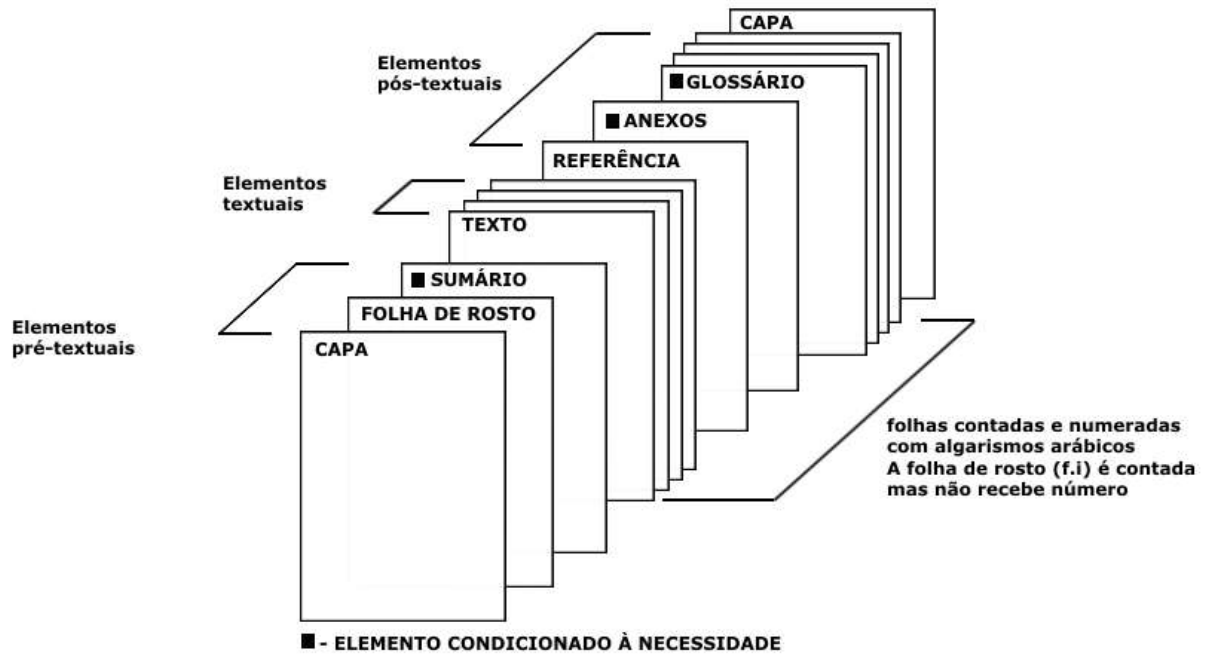 CAPA
Elementos
pós-textuais
■ GLOSSÁRIO
■ ANEXOS
REFERÊNCIA
Elementos
textuais
TEXTO
■ SUMÁRIO
FOLHA DE ROSTO
Elementos
pré-textuais
CAPA
folhas contadas e numeradas
com algarismos arábicos
A folha de rosto (f.i) é contada
mas não recebe número
■ - ELEMENTO CONDICIONADO À NECESSIDADE